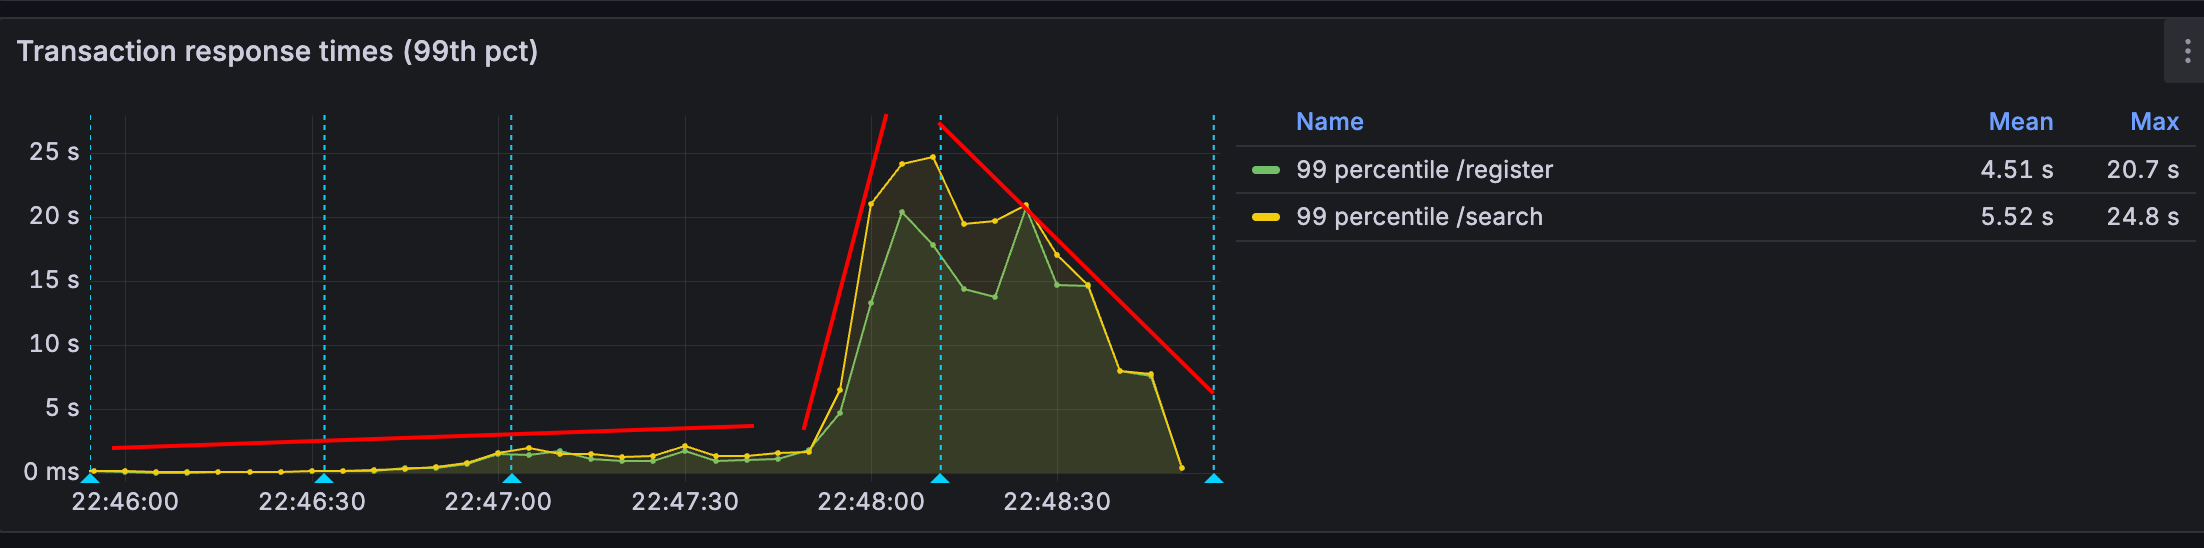 Transaction response times (99th pct)
25 s
20 s
15 s
10 s
5 s
0 ms
22:46:00 22:46:30 22:47:00 22:47:30 22:48:00 22:48:30
Name Mean Max
99 percentile /register 4.51 s 20.7 s
99 percentile /search 5.52 s 24.8 s